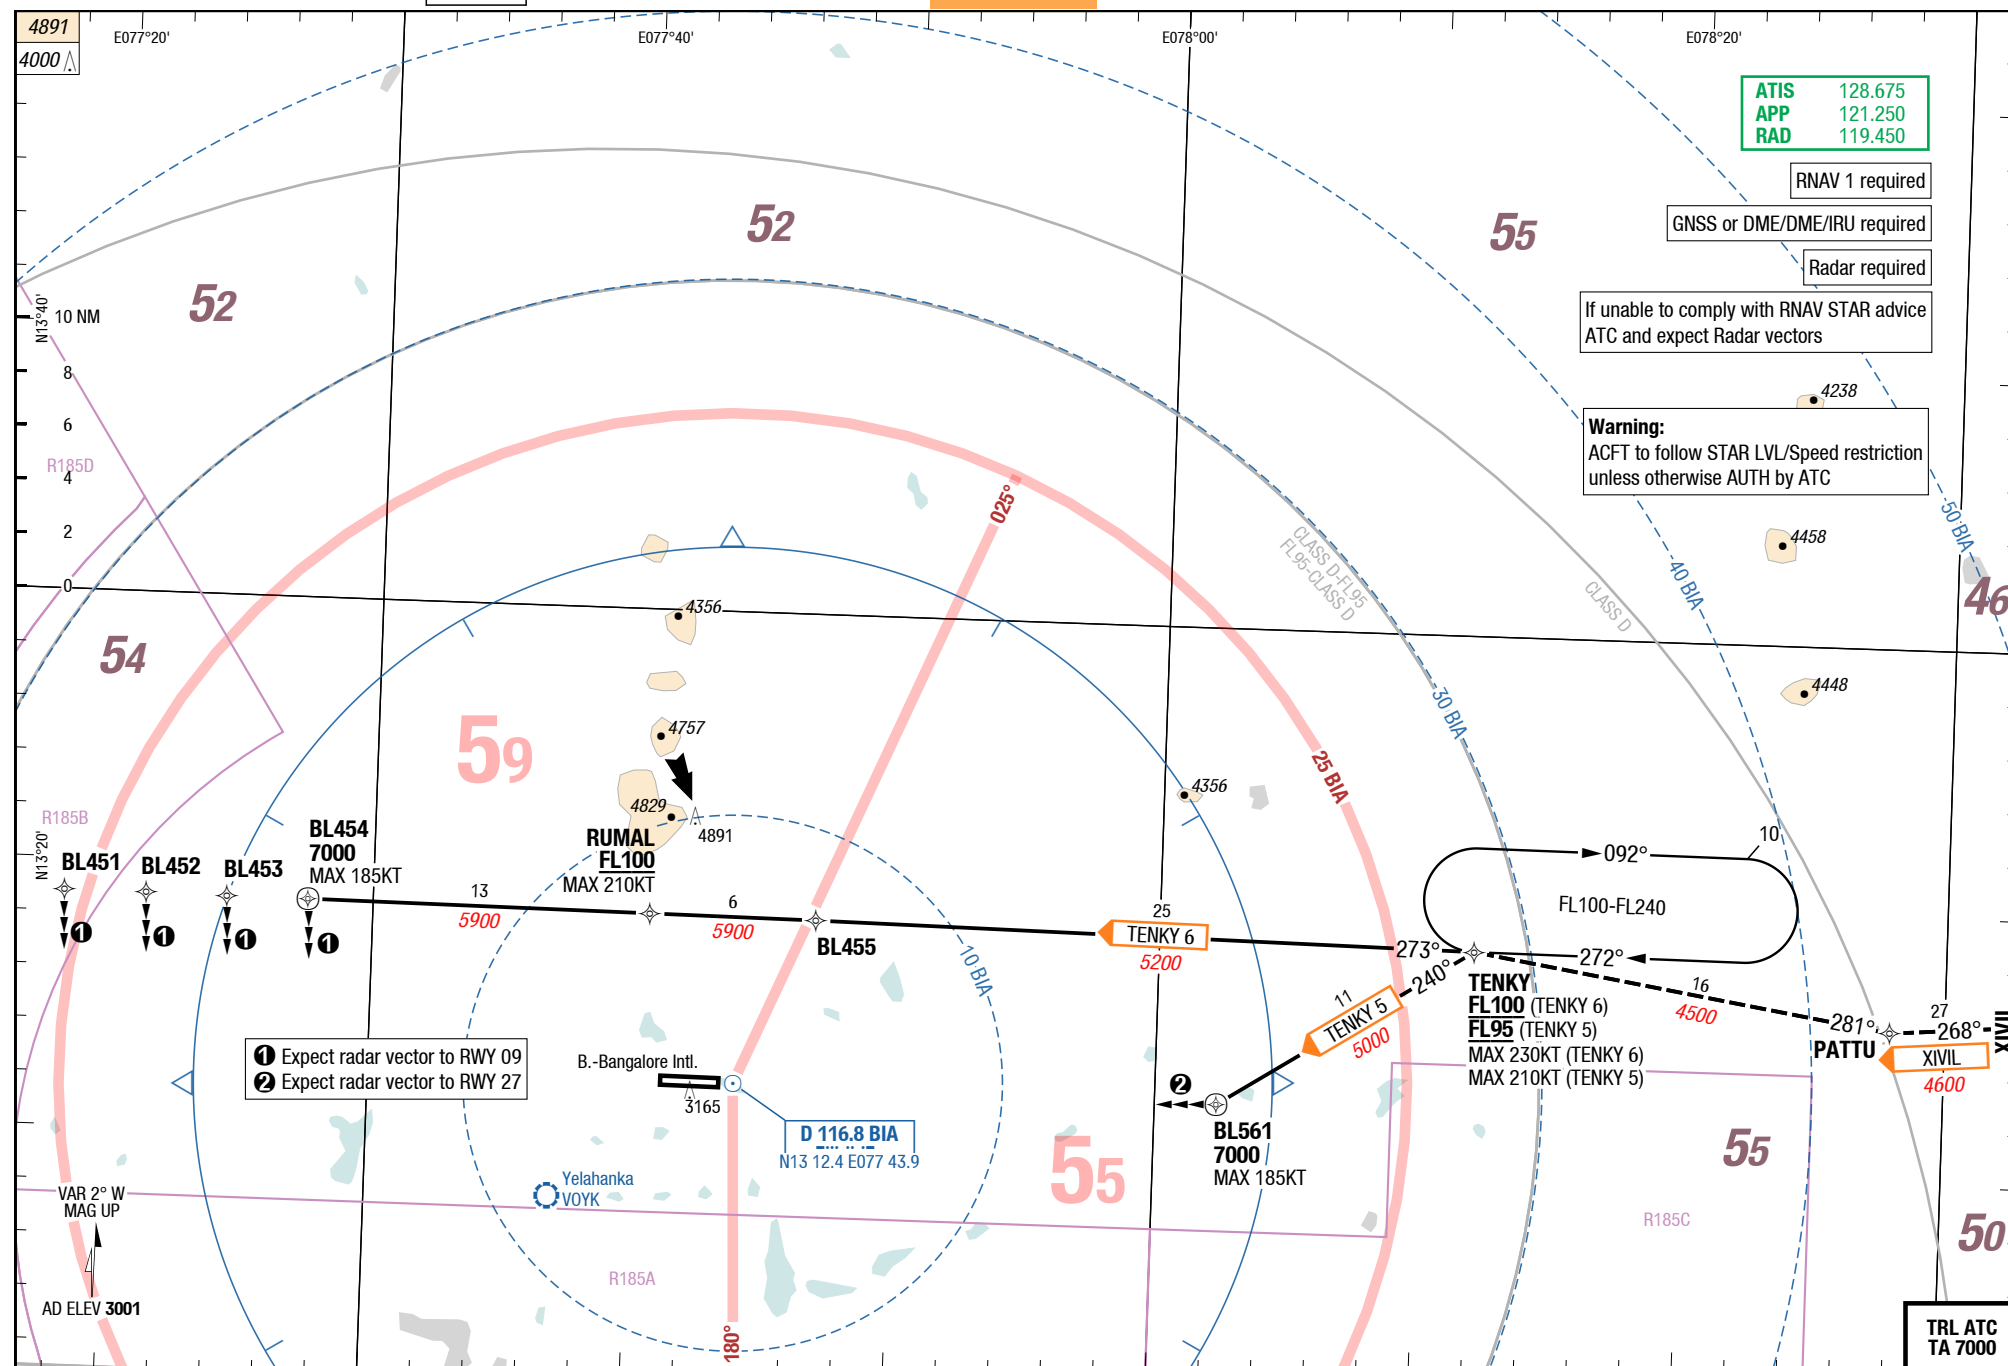 4891
4000
E077°20'
E077°40'
E078°00'
E078°20'
ATIS 128.675
APP 121.250
RAD 119.450
RNAV 1 required
GNSS or DME/DME/IRU required
Radar required
If unable to comply with RNAV STAR advice
ATC and expect Radar vectors
Warning:
ACFT to follow STAR LVL/Speed restriction
unless otherwise AUTH by ATC
52
55
52
N13°40'
10 NM
8
6
4
2
0
R185D
4238
4458
4448
50 BIA
40 BIA
30 BIA
25 BIA
10 BIA
025°
CLASS D-FL95
FL95-CLASS D
CLASS D
46
54
59
4356
4757
4829
4891
4356
R185B
N13°20'
BL451
BL452
BL453
BL454
7000
MAX 185KT
RUMAL
FL100
MAX 210KT
13
5900
6
5900
BL455
25
TENKY 6
5200
273°
240°
11
TENKY 5
5000
092°
10
FL100-FL240
272°
TENKY
FL100 (TENKY 6)
FL95 (TENKY 5)
MAX 230KT (TENKY 6)
MAX 210KT (TENKY 5)
16
4500
281°
PATTU
27
268°
XIVIL
XIVIL
4600
1
1
1
1
1 Expect radar vector to RWY 09
2 Expect radar vector to RWY 27
B.-Bangalore Intl.
3165
D 116.8 BIA
N13 12.4 E077 43.9
2
BL561
7000
MAX 185KT
55
55
Yelahanka
VOYK
VAR 2° W
MAG UP
AD ELEV 3001
R185A
R185C
180°
50
TRL ATC
TA 7000